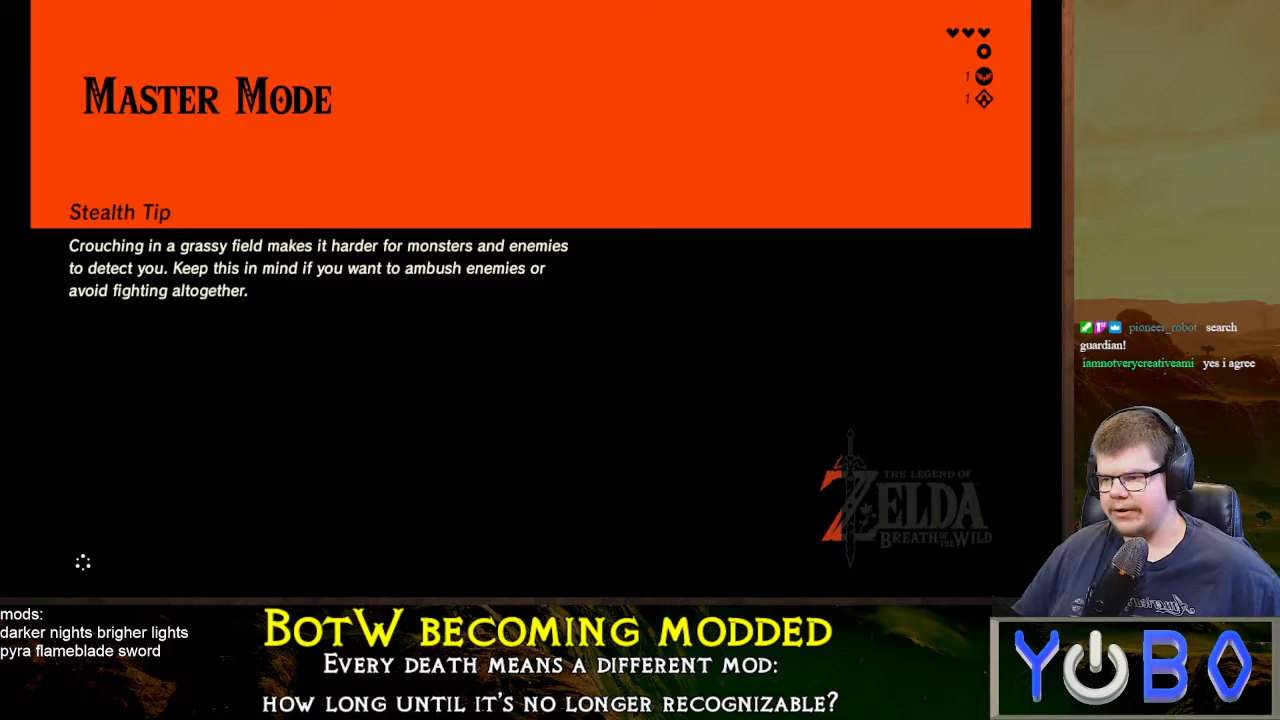 MASTER MODE
1
1
Stealth Tip
Crouching in a grassy field makes it harder for monsters and enemies
to detect you. Keep this in mind if you want to ambush enemies or
avoid fighting altogether.
pioneer_robot search
guardian!
iamnotverycreativeami yes i agree
THE LEGEND OF
ZELDA
BREATH OF THE WILD
mods:
darker nights brigher lights
pyra flameblade sword
BOTW BECOMING MODDED
EVERY DEATH MEANS A DIFFERENT MOD:
HOW LONG UNTIL IT'S NO LONGER RECOGNIZABLE?
YOBO